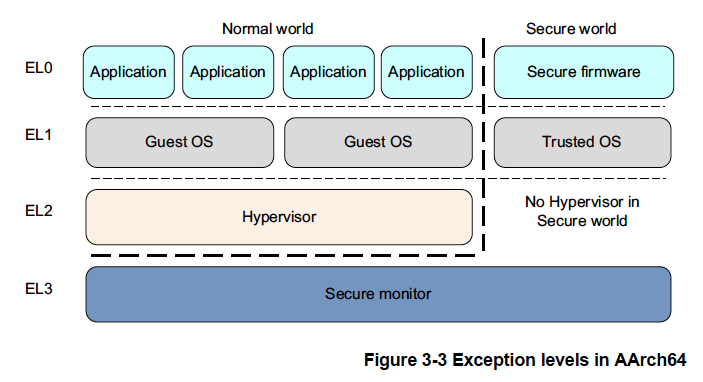 Normal world Secure world
EL0 Application Application Application Application Secure firmware
EL1 Guest OS Guest OS Trusted OS
EL2 Hypervisor No Hypervisor in
Secure world
EL3 Secure monitor
Figure 3-3 Exception levels in AArch64